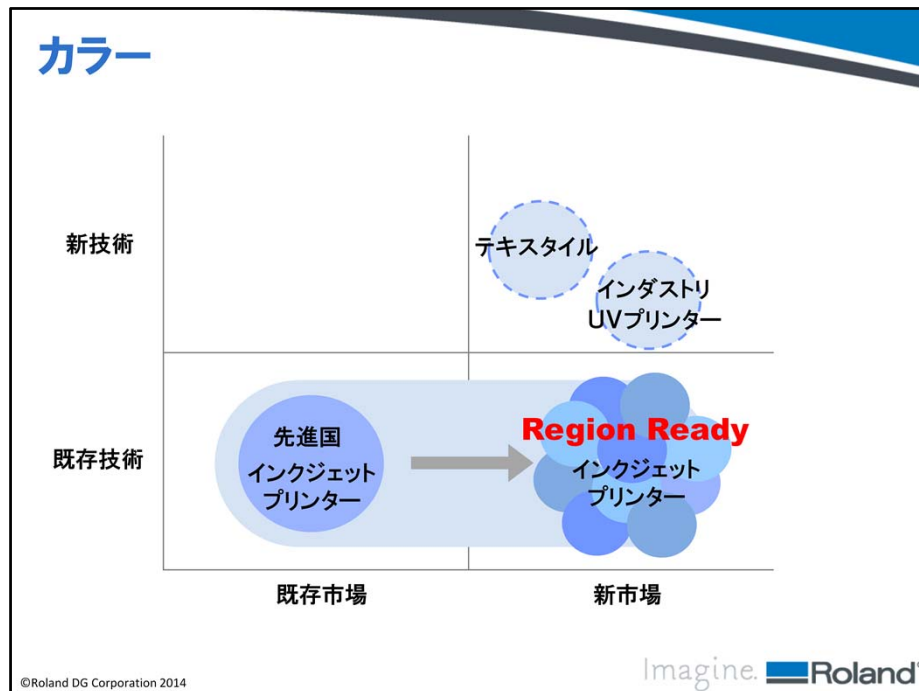 カラー
新技術
テキスタイル
インダストリ
UVプリンター
既存技術
先進国
インクジェット
プリンター
Region Ready
インクジェット
プリンター
既存市場
新市場
©Roland DG Corporation 2014
Imagine. Roland®